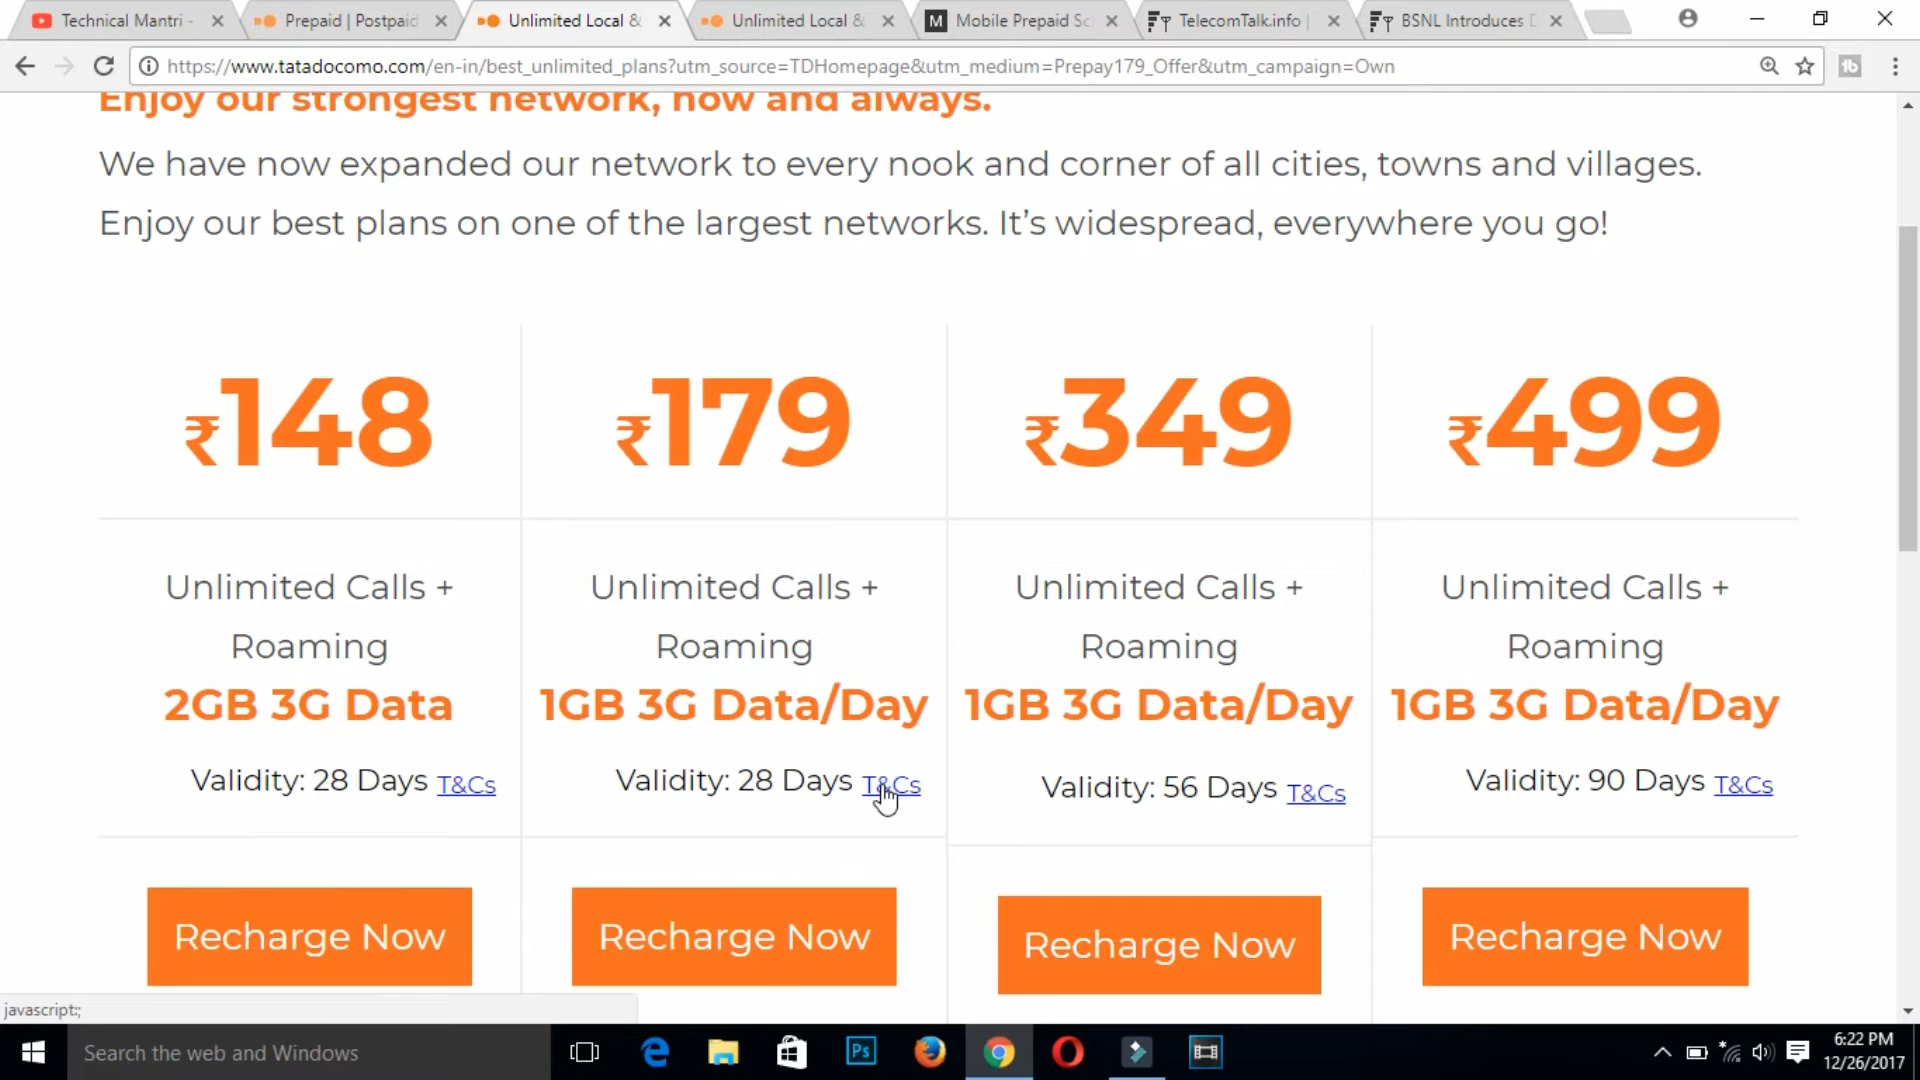 Technical Mantri -
Prepaid | Postpaid
Unlimited Local &
Unlimited Local &
Mobile Prepaid Sc
TelecomTalk.info |
BSNL Introduces D
https://www.tatadocomo.com/en-in/best_unlimited_plans?utm_source=TDHomepage&utm_medium=Prepay179_Offer&utm_campaign=Own
Enjoy our strongest network, now and always.
We have now expanded our network to every nook and corner of all cities, towns and villages.
Enjoy our best plans on one of the largest networks. It’s widespread, everywhere you go!
₹148
Unlimited Calls +
Roaming
2GB 3G Data
Validity: 28 Days T&Cs
Recharge Now
₹179
Unlimited Calls +
Roaming
1GB 3G Data/Day
Validity: 28 Days T&Cs
Recharge Now
₹349
Unlimited Calls +
Roaming
1GB 3G Data/Day
Validity: 56 Days T&Cs
Recharge Now
₹499
Unlimited Calls +
Roaming
1GB 3G Data/Day
Validity: 90 Days T&Cs
Recharge Now
javascript:;
Search the web and Windows
Ps
6:22 PM
12/26/2017